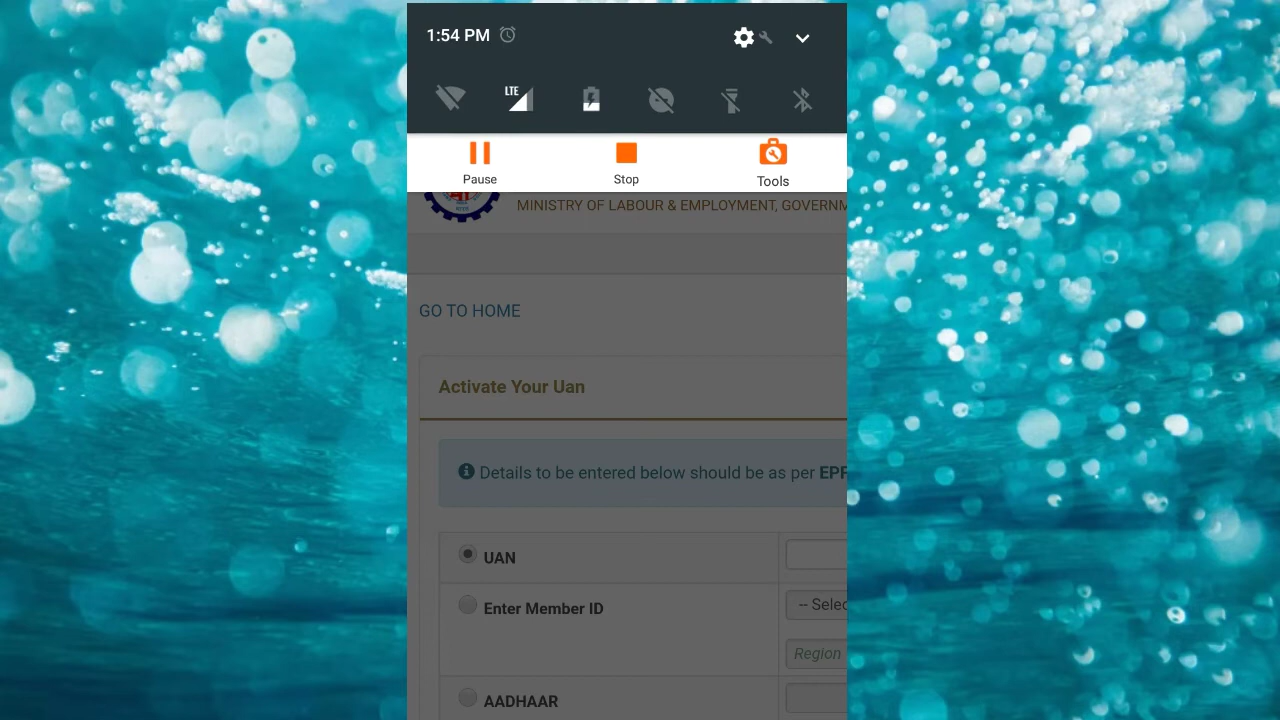 1:54 PM
LTE
Pause
Stop
Tools
MINISTRY OF LABOUR & EMPLOYMENT, GOVERNM
GO TO HOME
Activate Your Uan
Details to be entered below should be as per EPF
UAN
Enter Member ID
-- Selec
Region
AADHAAR